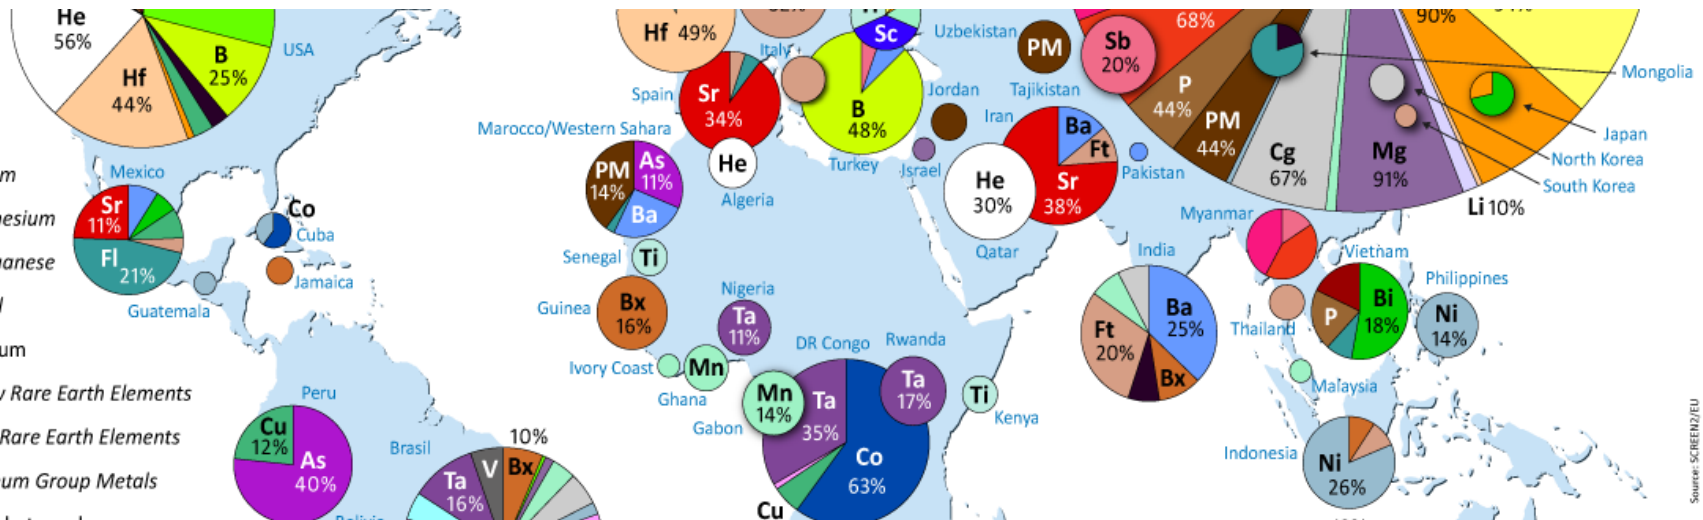 He
56%
Hf
44%
B
25%
USA
Mexico
Sr
11%
Fl
21%
Co
Cuba
Jamaica
Guatemala
Peru
Cu
12%
As
40%
Brasil
10%
Ta
16%
V
Bx
Rare Earth Elements
Rare Earth Elements
Group Metals
Hf 49%
Italy
Spain
Sr
34%
Marocco/Western Sahara
PM
14%
As
11%
Ba
He
Algeria
Senegal
Ti
Guinea
Bx
16%
Nigeria
Ta
11%
Ivory Coast
Mn
Ghana
Gabon
Mn
14%
DR Congo
Ta
35%
Co
63%
Cu
Rwanda
Ta
17%
Ti
Kenya
Sc
B
48%
Turkey
Uzbekistan
PM
Jordan
Israel
Tajikistan
Iran
Ba
Ft
Sr
38%
He
30%
Qatar
Pakistan
Sb
20%
68%
P
44%
PM
44%
Cg
67%
Mg
91%
90%
Li 10%
Mongolia
Japan
North Korea
South Korea
Myanmar
India
Ba
25%
Ft
20%
Bx
Vietnam
Bi
18%
P
Thailand
Philippines
Ni
14%
Malaysia
Indonesia
Ni
26%
Source: SCREEN2/EU